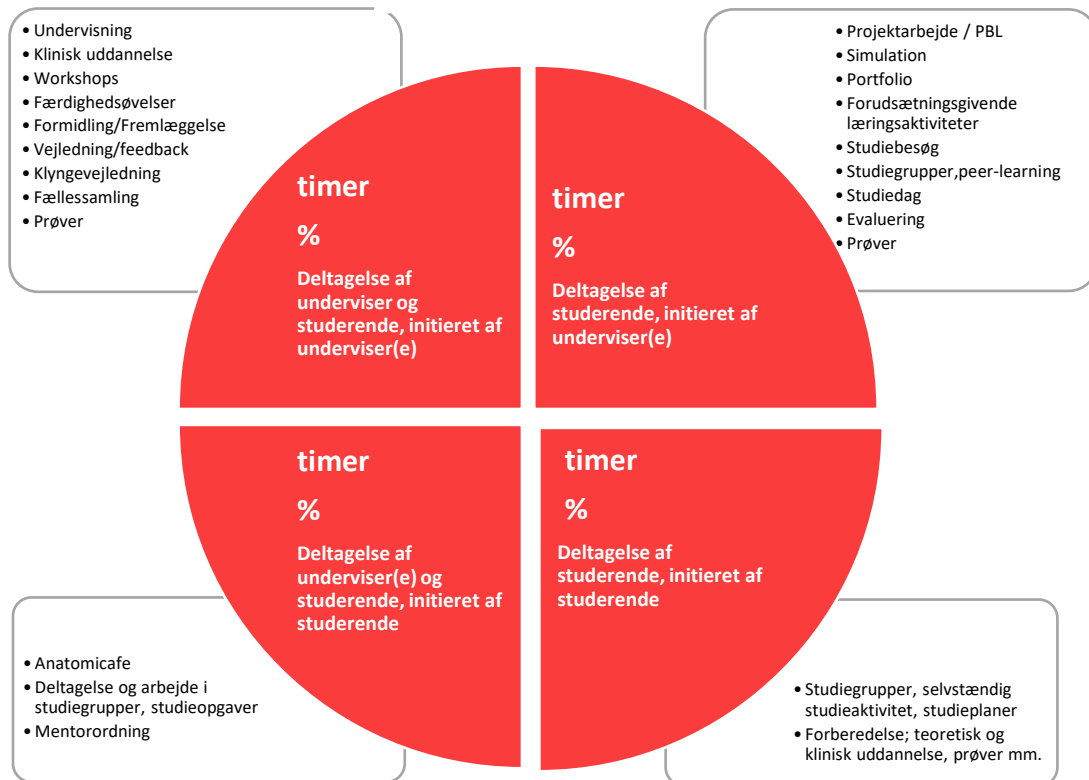 • Undervisning
• Klinisk uddannelse
• Workshops
• Færdighedsøvelser
• Formidling/Fremlæggelse
• Vejledning/feedback
• Klyngevejledning
• Fællessamling
• Prøver
• Projektarbejde / PBL
• Simulation
• Portfolio
• Forudsætningsgivende
læringsaktiviteter
• Studiebesøg
• Studiegrupper,peer-learning
• Studiedag
• Evaluering
• Prøver
timer
%
Deltagelse af
underviser og
studerende, initieret af
underviser(e)
timer
%
Deltagelse af
studerende, initieret af
underviser(e)
timer
%
Deltagelse af
underviser(e) og
studerende, initieret af
studerende
timer
%
Deltagelse af
studerende, initieret af
studerende
• Anatomicafe
• Deltagelse og arbejde i
studiegrupper, studieopgaver
• Mentorordning
• Studiegrupper, selvstændig
studieaktivitet, studieplaner
• Forberedelse; teoretisk og
klinisk uddannelse, prøver mm.